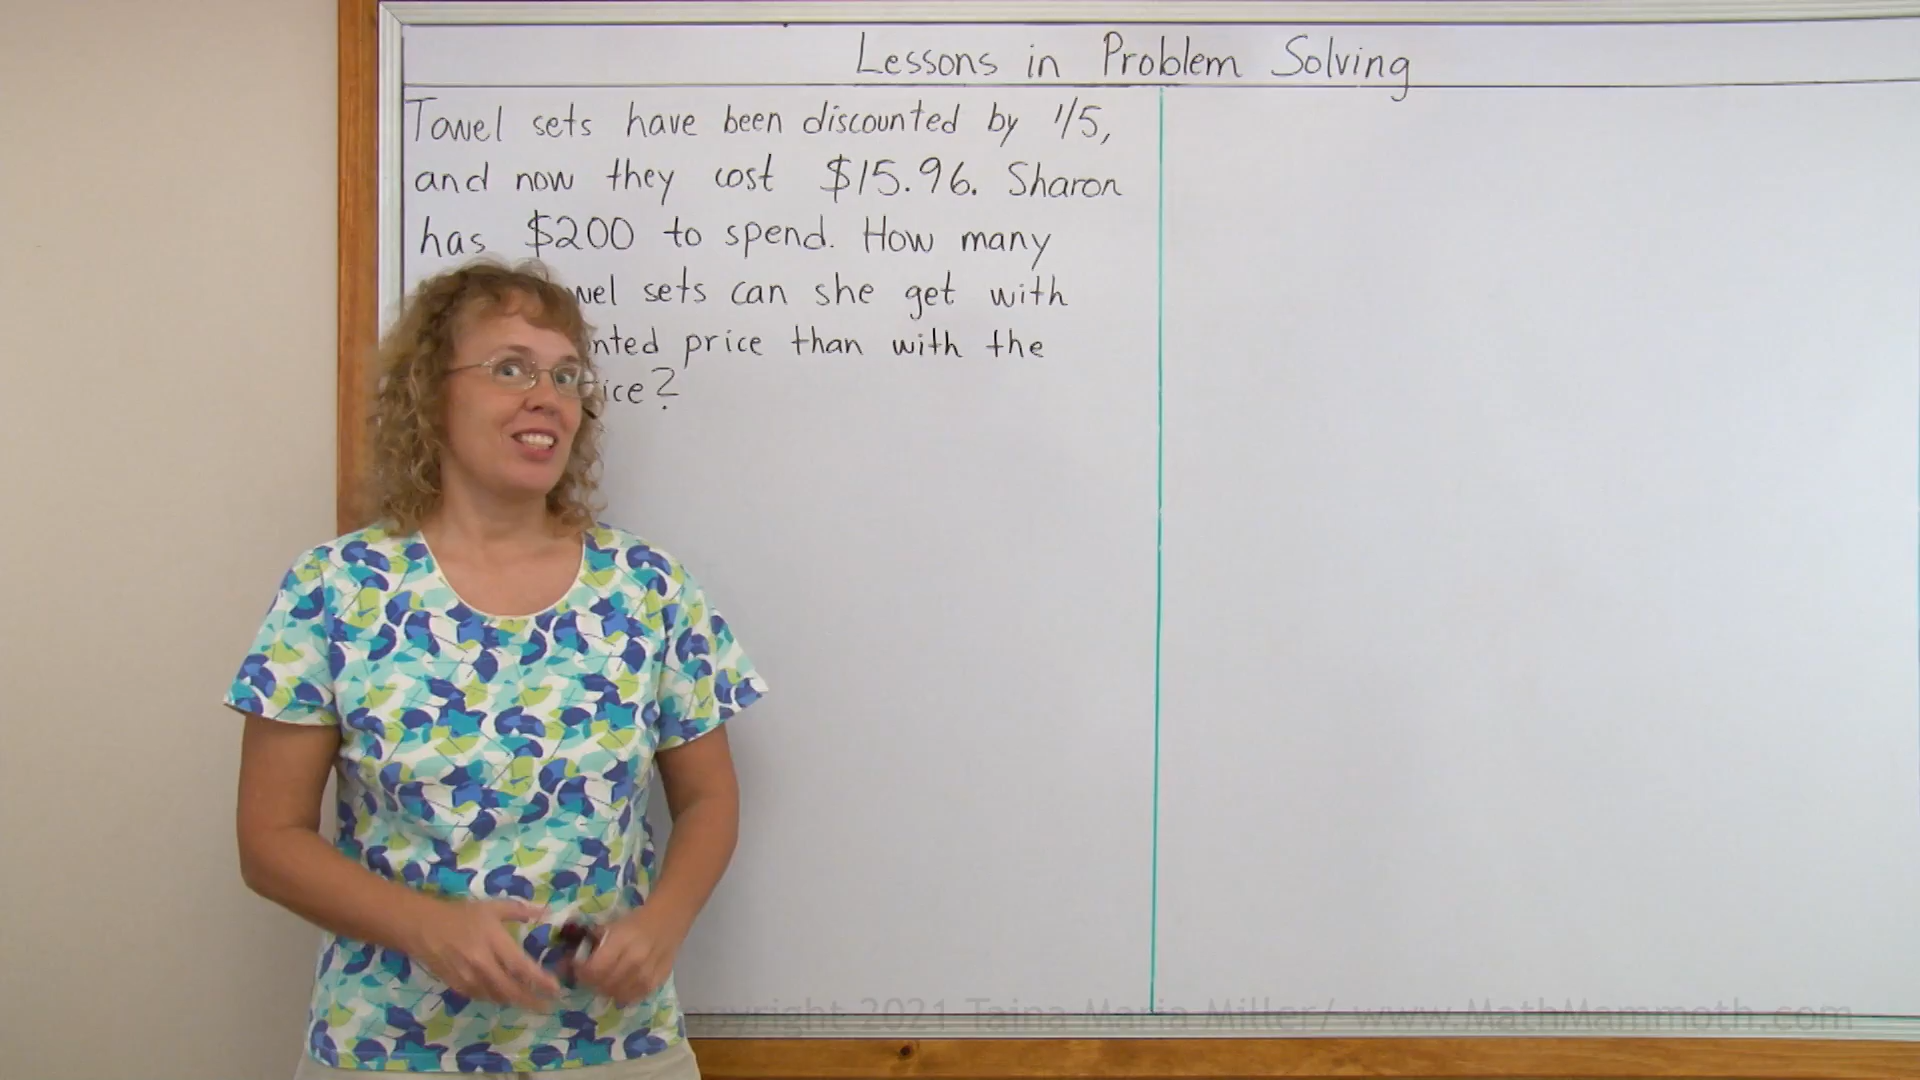 Lessons in Problem Solving
Towel sets have been discounted by 1/5,
and now they cost $15.96. Sharon
has $200 to spend. How many
wel sets can she get with
nted price than with the
ice?
Copyright 2021 Taina Maria Miller / www.MathMammoth.com